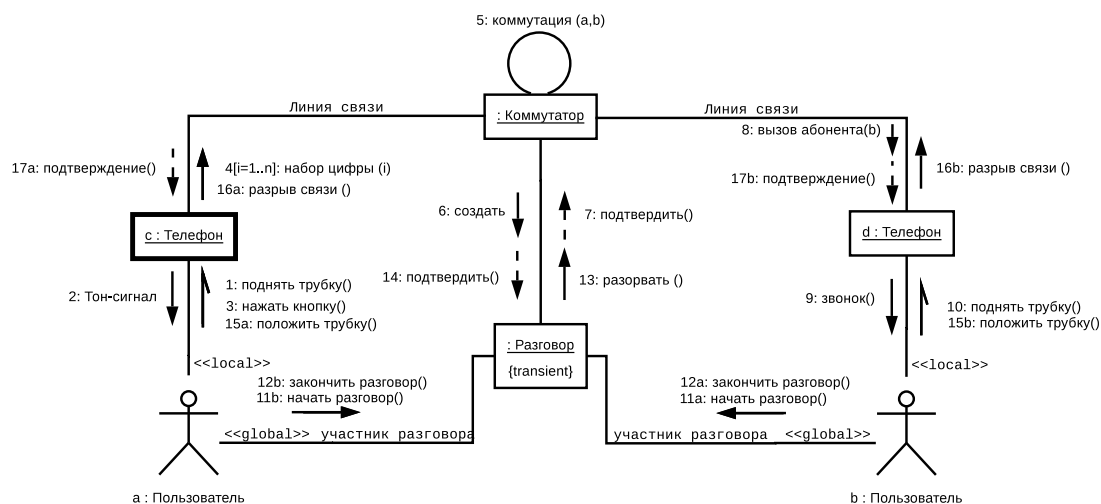 5: коммутация (a,b)
Линия связи
: Коммутатор
Линия связи
8: вызов абонента(b)
17a: подтверждение()
4[i=1..n]: набор цифры (i)
16a: разрыв связи ()
17b: подтверждение()
16b: разрыв связи ()
6: создать
7: подтвердить()
c : Телефон
d : Телефон
14: подтвердить()
13: разорвать ()
2: Тон-сигнал
1: поднять трубку()
3: нажать кнопку()
15a: положить трубку()
9: звонок()
10: поднять трубку()
15b: положить трубку()
: Разговор
{transient}
<<local>>
<<local>>
12b: закончить разговор()
11b: начать разговор()
12a: закончить разговор()
11a: начать разговор()
<<global>> участник разговора
участник разговора <<global>>
a : Пользователь
b : Пользователь